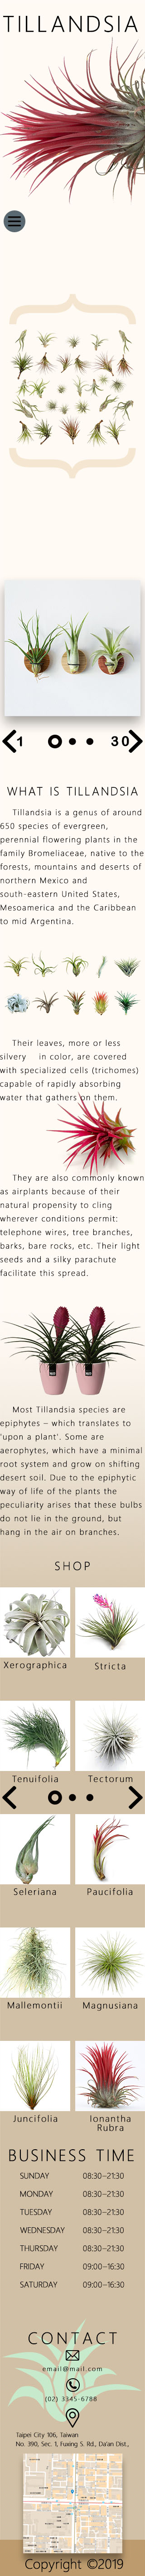 TILLANDSIA
1
30
WHAT IS TILLANDSIA
Tillandsia is a genus of around
650 species of evergreen,
perennial flowering plants in the
family Bromeliaceae, native to the
forests, mountains and deserts of
northern Mexico and
south-eastern United States,
Mesoamerica and the Caribbean
to mid Argentina.
Their leaves, more or less
silvery in color, are covered
with specialized cells (trichomes)
capable of rapidly absorbing
water that gathers on them.
They are also commonly known
as airplants because of their
natural propensity to cling
wherever conditions permit:
telephone wires, tree branches,
barks, bare rocks, etc. Their light
seeds and a silky parachute
facilitate this spread.
Most Tillandsia species are
epiphytes – which translates to
'upon a plant'. Some are
aerophytes, which have a minimal
root system and grow on shifting
desert soil. Due to the epiphytic
way of life of the plants the
peculiarity arises that these bulbs
do not lie in the ground, but
hang in the air on branches.
SHOP
Xerographica
Stricta
Tenuifolia
Tectorum
Seleriana
Paucifolia
Mallemontii
Magnusiana
Juncifolia
Ionantha
Rubra
BUSINESS TIME
SUNDAY 08:30–21:30
MONDAY 08:30–21:30
TUESDAY 08:30–21:30
WEDNESDAY 08:30–21:30
THURSDAY 08:30–21:30
FRIDAY 09:00–16:30
SATURDAY 09:00–16:30
CONTACT
email@mail.com
(02) 3345-6788
Taipei City 106, Taiwan
No. 390, Sec. 1, Fuxing S. Rd., Da'an Dist.,
Copyright ©2019